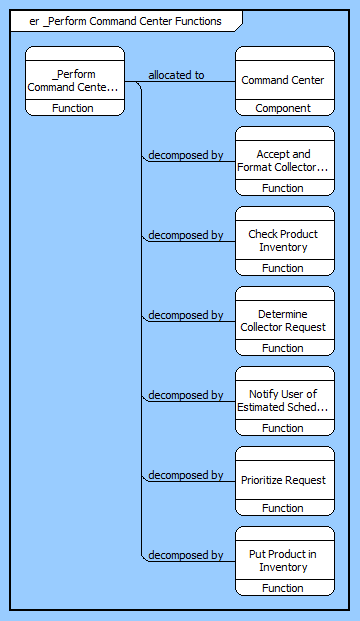 er _Perform Command Center Functions
_Perform
Command Cente...
Function
allocated to
Command Center
Component
decomposed by
Accept and
Format Collector...
Function
decomposed by
Check Product
Inventory
Function
decomposed by
Determine
Collector Request
Function
decomposed by
Notify User of
Estimated Sched...
Function
decomposed by
Prioritize Request
Function
decomposed by
Put Product in
Inventory
Function